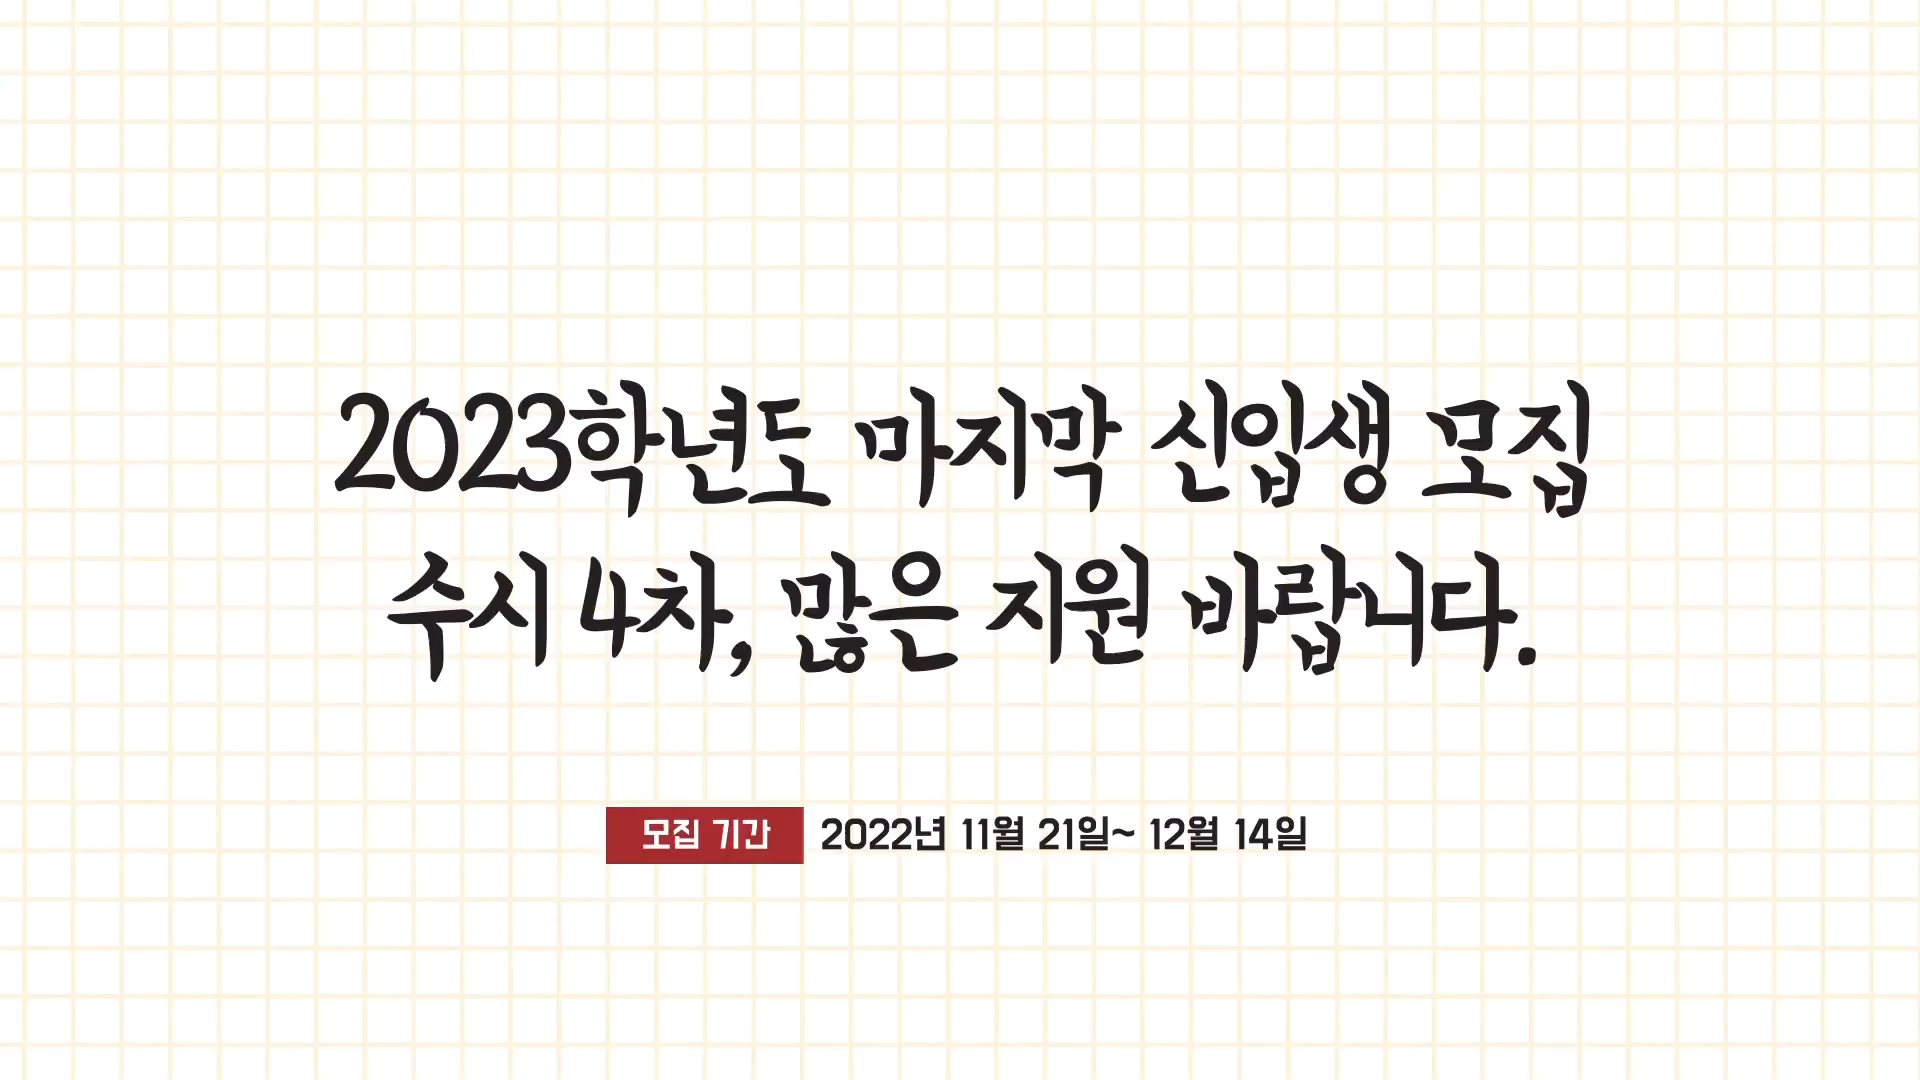 2023학년도 마지막 신입생 모집
수시 4차, 많은 지원 바랍니다.
모집 기간 2022년 11월 21일~ 12월 14일